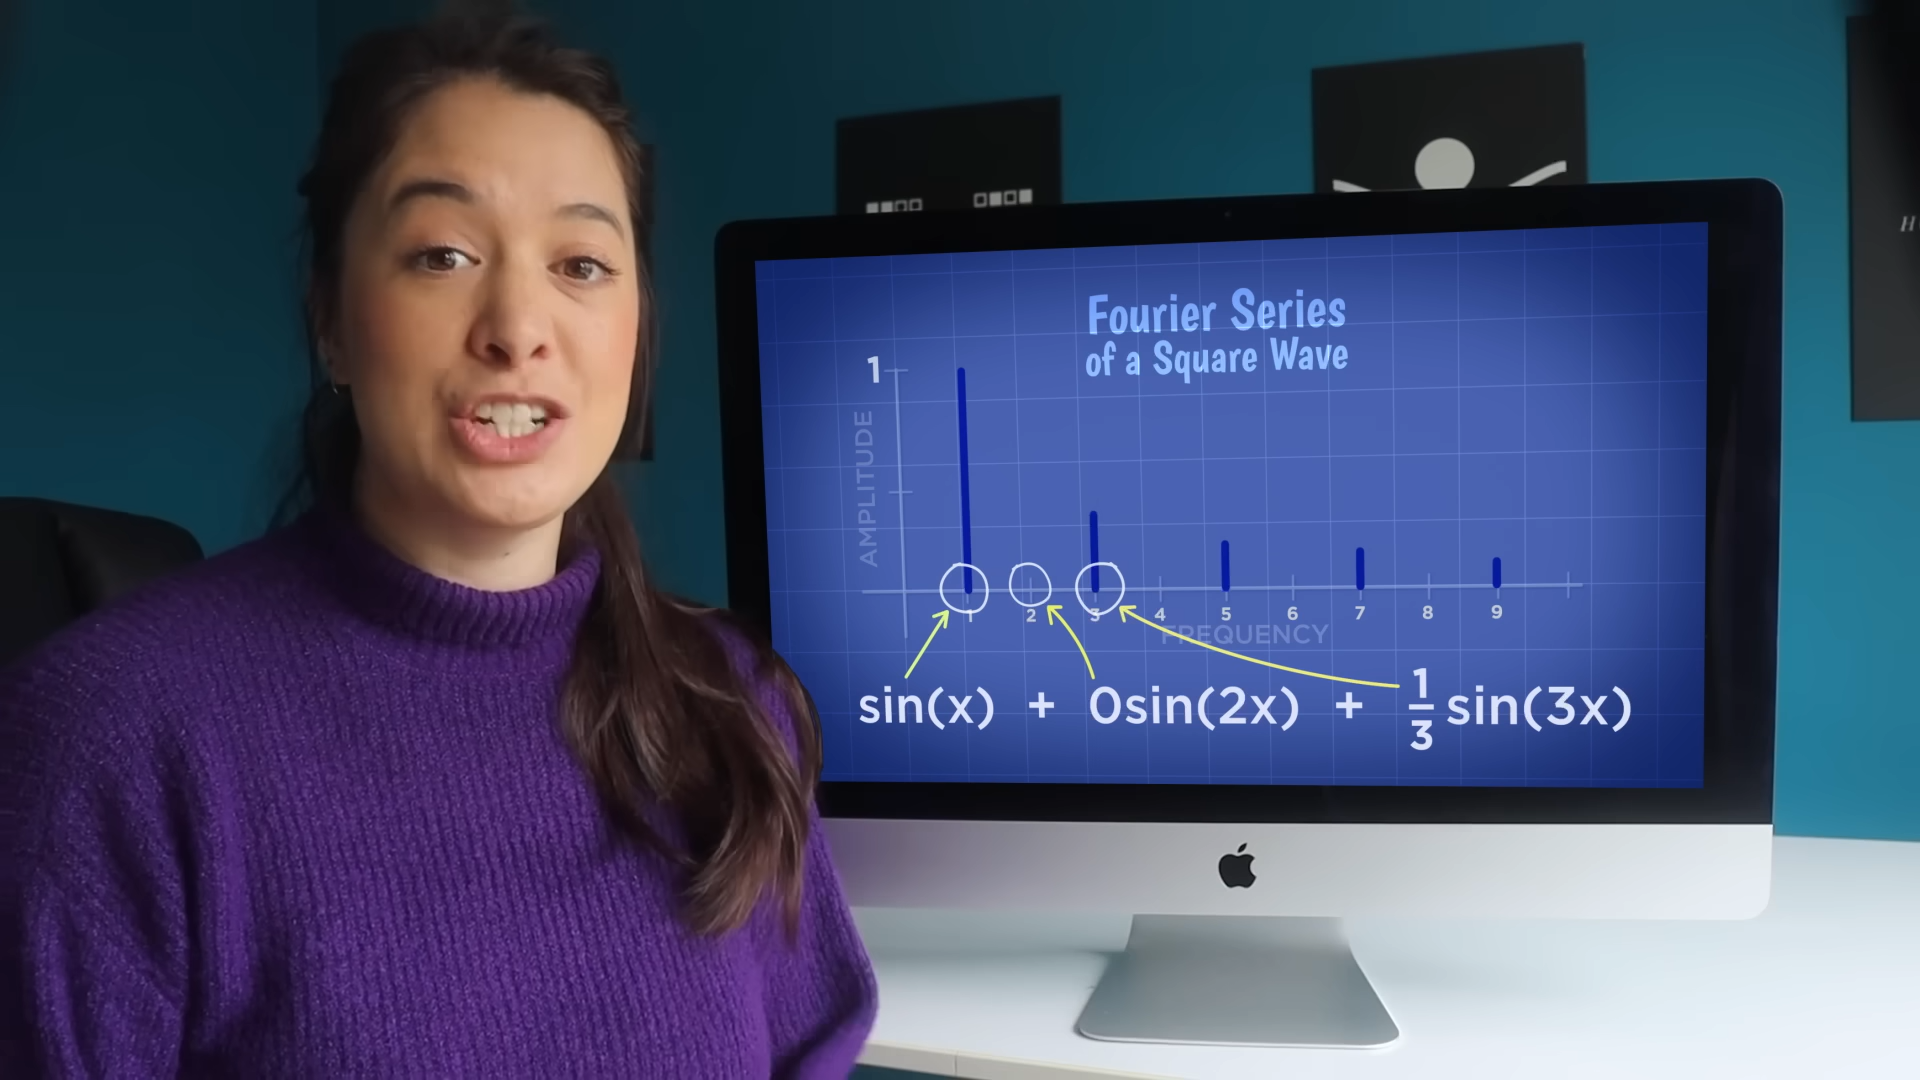 Fourier Series
of a Square Wave
1
AMPLITUDE
1 2 3 4 5 6 7 8 9
FREQUENCY
sin(x) + 0sin(2x) + 1/3 sin(3x)